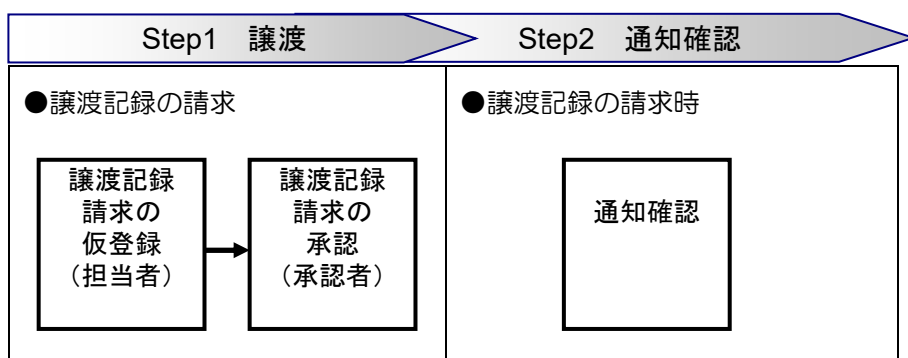 Step1 譲渡
Step2 通知確認
●譲渡記録の請求
●譲渡記録の請求時
譲渡記録
請求の
仮登録
（担当者）
譲渡記録
請求の
承認
（承認者）
通知確認